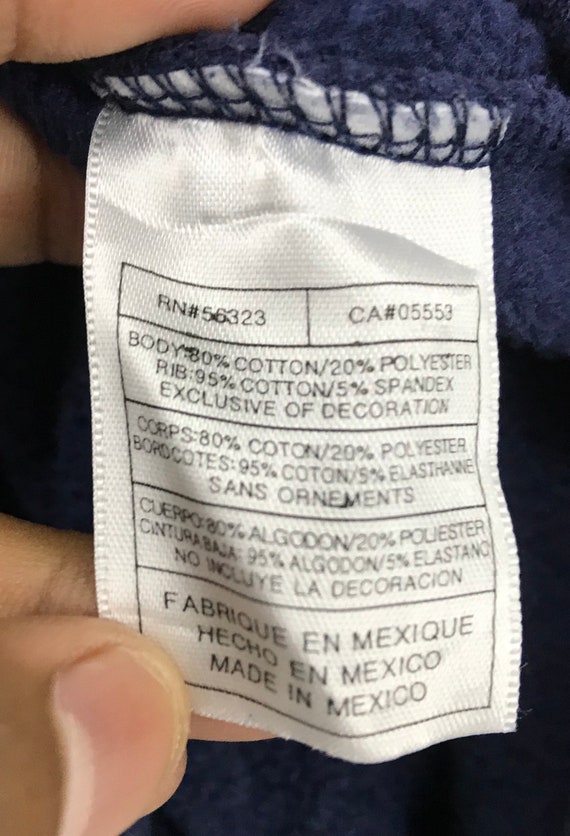 RN#56323 CA#05553
BODY:80% COTTON/20% POLYESTER
RIB:95% COTTON/5% SPANDEX
EXCLUSIVE OF DECORATION
CORPS:80% COTON/20% POLYESTER
BORDCOTES:95% COTON/5% ELASTHANNE
SANS ORNEMENTS
CUERPO:80% ALGODON/20% POLIESTER
CINTURA BAJA: 95% ALGODON/5% ELASTANO
NO INCLUYE LA DECORACION
FABRIQUE EN MEXIQUE
HECHO EN MEXICO
MADE IN MEXICO